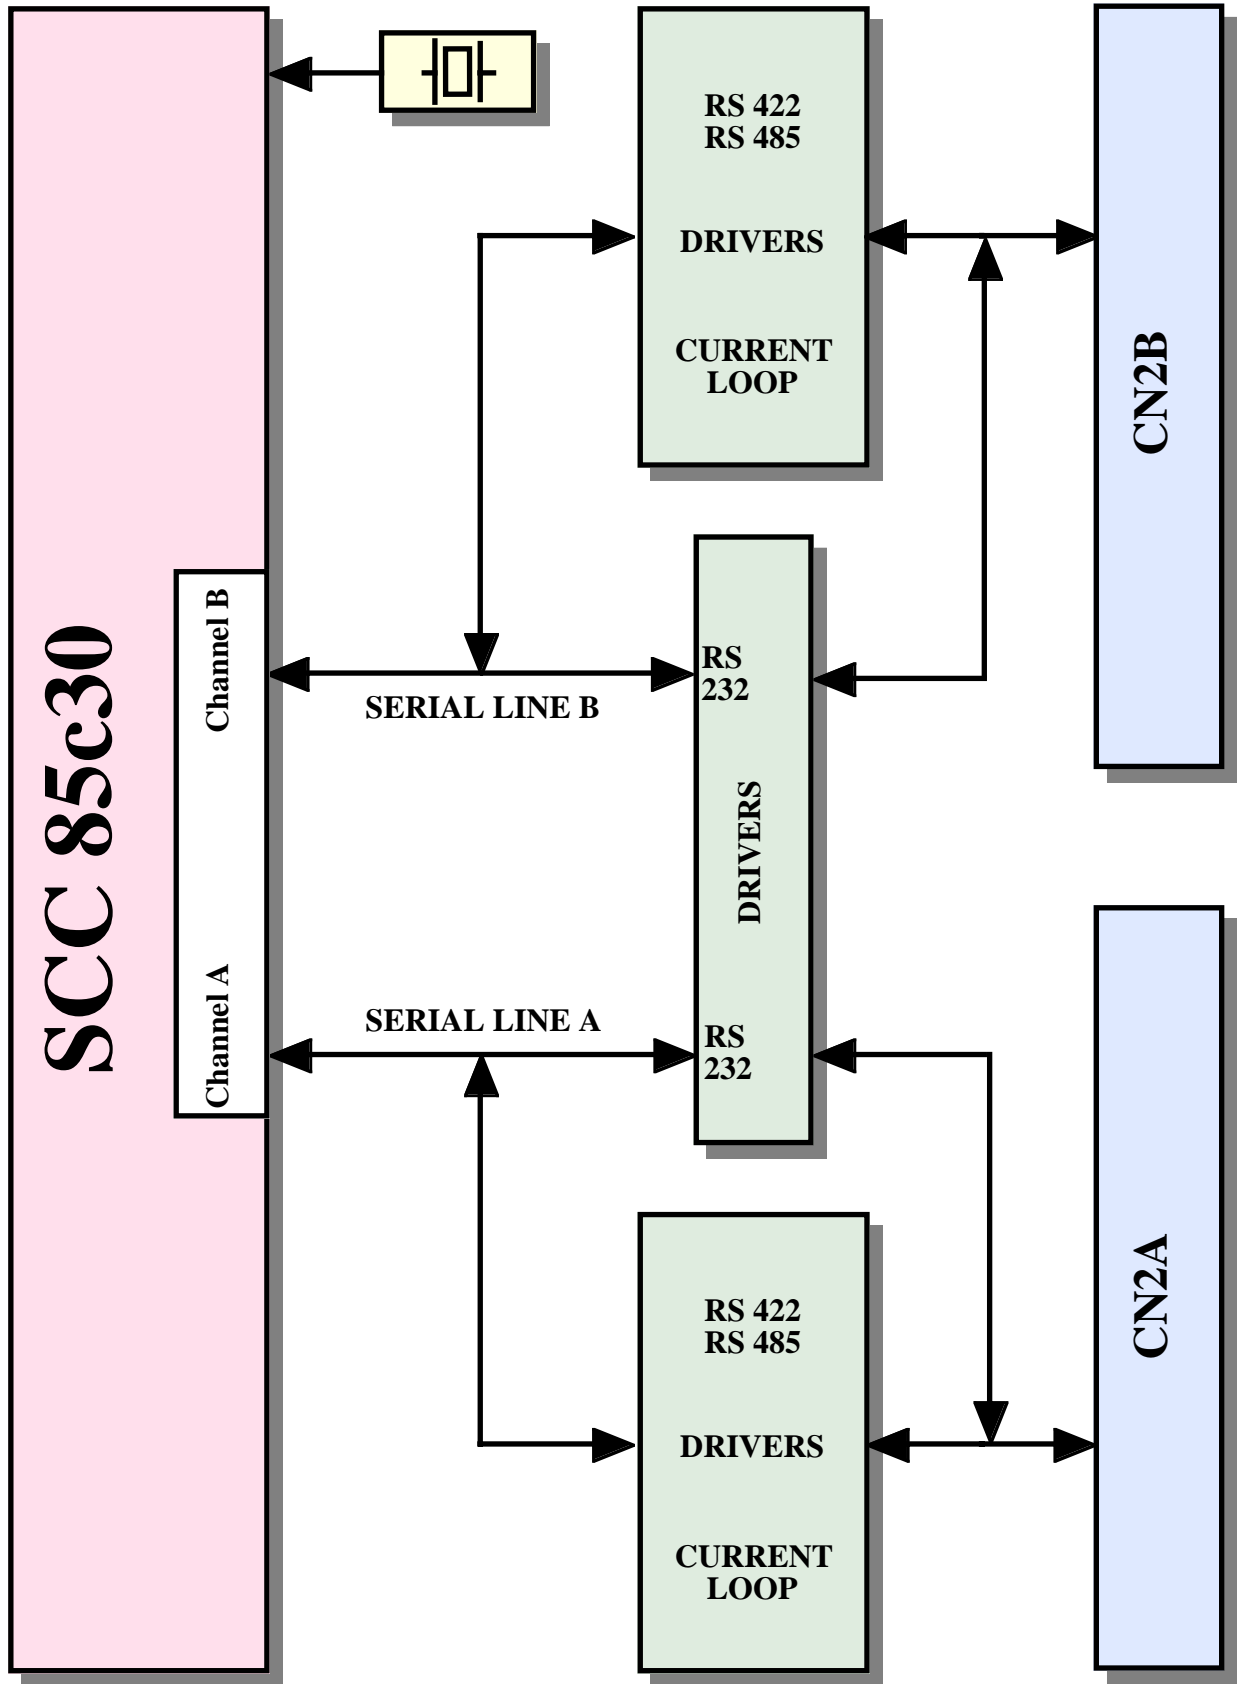 SCC 85c30
Channel B
Channel A
RS 422
RS 485
DRIVERS
CURRENT
LOOP
CN2B
SERIAL LINE B
RS
232
DRIVERS
SERIAL LINE A
RS
232
RS 422
RS 485
DRIVERS
CURRENT
LOOP
CN2A